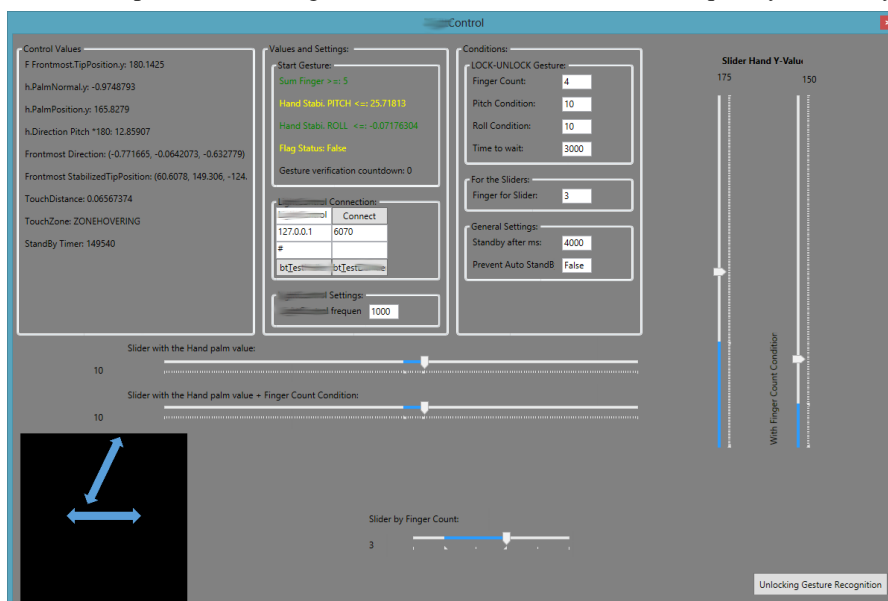 Control
Control Values
F Frontmost.TipPosition.y: 180.1425
h.PalmNormal.y: -0.9748793
h.PalmPosition.y: 165.8279
h.Direction Pitch *180: 12.85907
Frontmost Direction: (-0.771665, -0.0642073, -0.632779)
Frontmost StabilizedTipPosition: (60.6078, 149.306, -124.
TouchDistance: 0.06567374
TouchZone: ZONEHOVERING
StandBy Timer: 149540
Values and Settings:
Start Gesture:
Sum Finger >=: 5
Hand Stabi. PITCH <=: 25.71813
Hand Stabi. ROLL <=: -0.07176304
Flag Status: False
Gesture verification countdown: 0
Connection:
Connect
127.0.0.1 6070
#
btTest btTest
Settings:
frequen 1000
Conditions:
LOCK-UNLOCK Gesture:
Finger Count: 4
Pitch Condition: 10
Roll Condition: 10
Time to wait: 3000
For the Sliders:
Finger for Slider: 3
General Settings:
Standby after ms: 4000
Prevent Auto StandB False
Slider Hand Y-Valu
175 150
With Finger Count Condition
Slider with the Hand palm value:
10
Slider with the Hand palm value + Finger Count Condition:
10
Slider by Finger Count:
3
Unlocking Gesture Recognition